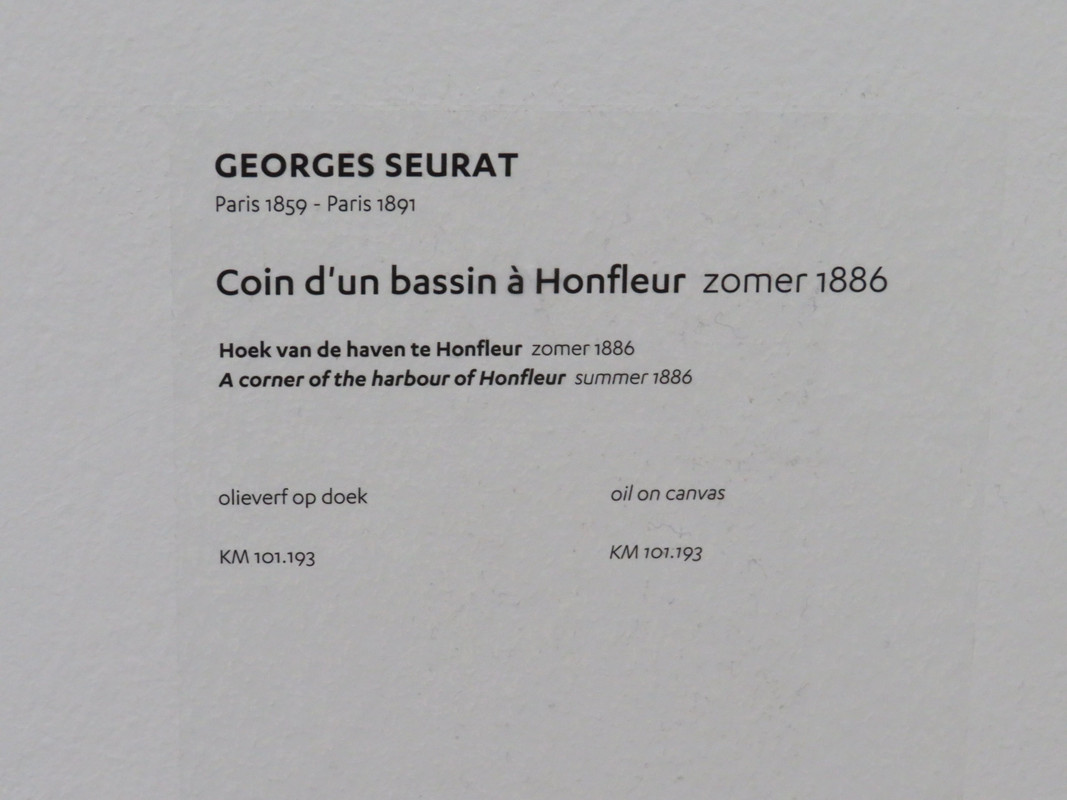 GEORGES SEURAT
Paris 1859 - Paris 1891
Coin d'un bassin à Honfleur zomer 1886
Hoek van de haven te Honfleur zomer 1886
A corner of the harbour of Honfleur summer 1886
olieverf op doek oil on canvas
KM 101.193 KM 101.193